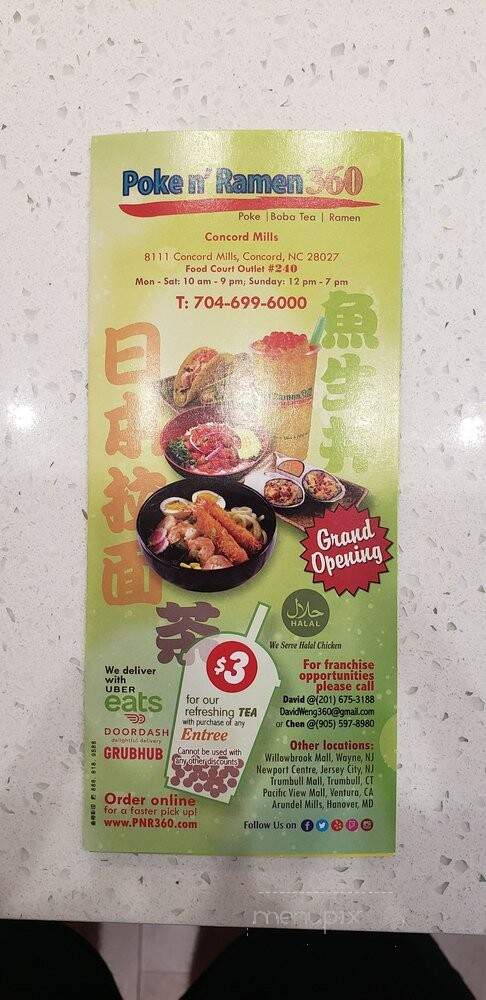 Poke n' Ramen 360
Poke | Boba Tea | Ramen
Concord Mills
8111 Concord Mills, Concord, NC 28027
Food Court Outlet #240
Mon - Sat: 10 am - 9 pm; Sunday: 12 pm - 7 pm
T: 704-699-6000
日本拉面
魚生丼
茶
Grand
Opening
حلال
HALAL
We Serve Halal Chicken
$3
for our
refreshing TEA
with purchase of any
Entree
Cannot be used with
any other discounts
We deliver
with
UBER
eats
DOORDASH
delightful delivery
GRUBHUB
Order online
for a faster pick up!
www.PNR360.com
For franchise
opportunities
please call
David @(201) 675-3188
DavidWeng360@gmail.com
or Chen @(905) 597-8980
Other locations:
Willowbrook Mall, Wayne, NJ
Newport Centre, Jersey City, NJ
Trumbull Mall, Trumbull, CT
Pacific View Mall, Ventura, CA
Arundel Mills, Hanover, MD
Follow Us on
menupix